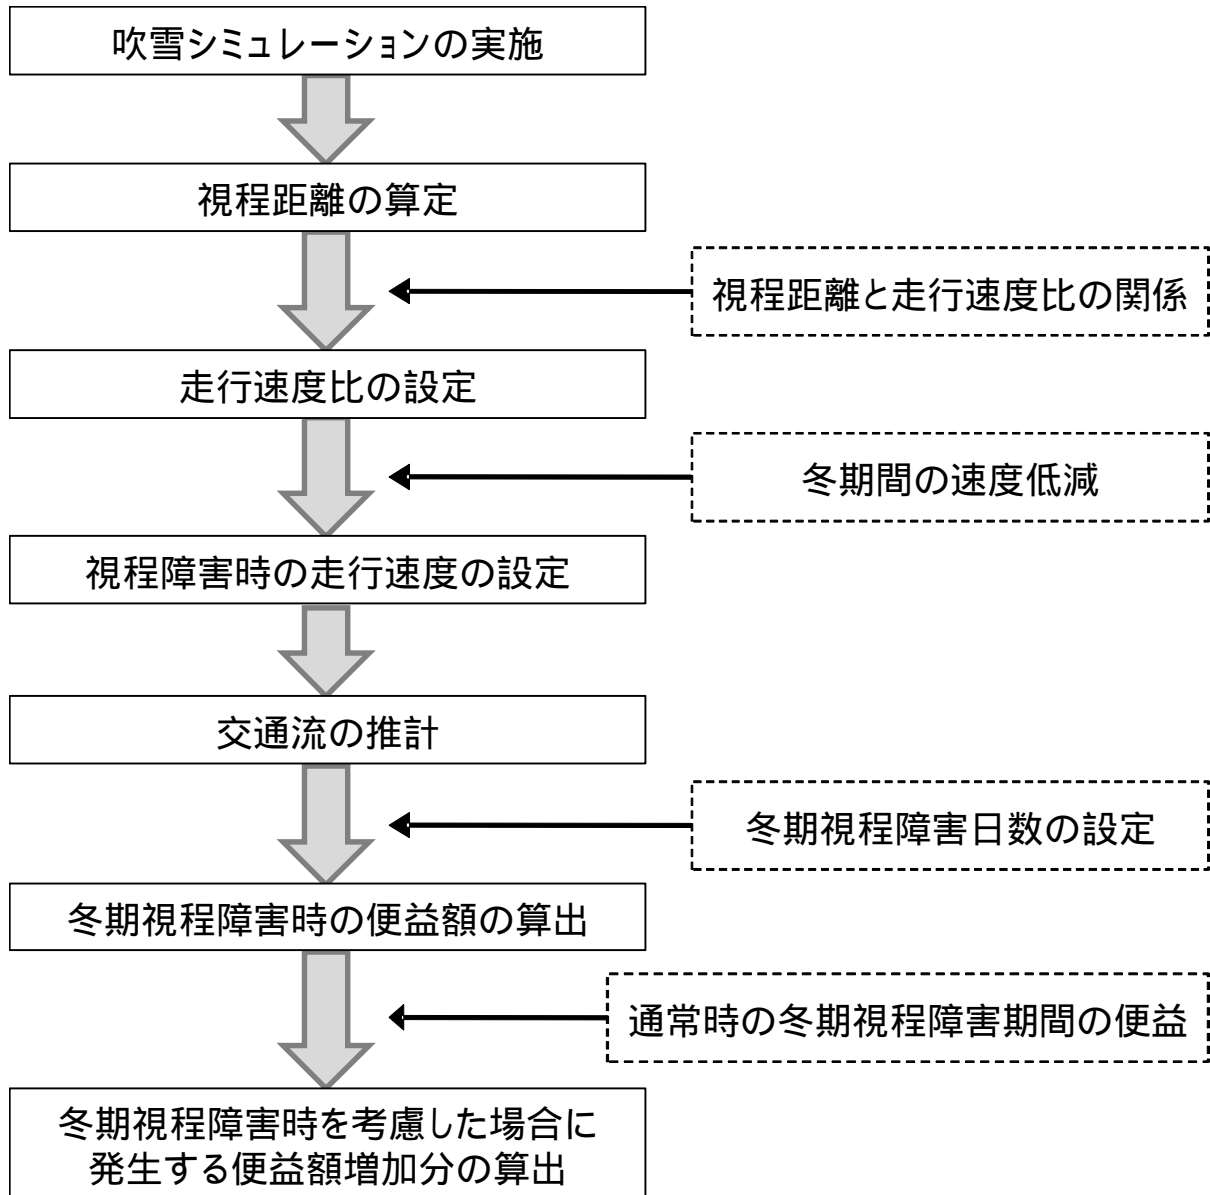 吹雪シミュレーションの実施
視程距離の算定
視程距離と走行速度比の関係
走行速度比の設定
冬期間の速度低減
視程障害時の走行速度の設定
交通流の推計
冬期視程障害日数の設定
冬期視程障害時の便益額の算出
通常時の冬期視程障害期間の便益
冬期視程障害時を考慮した場合に
発生する便益額増加分の算出